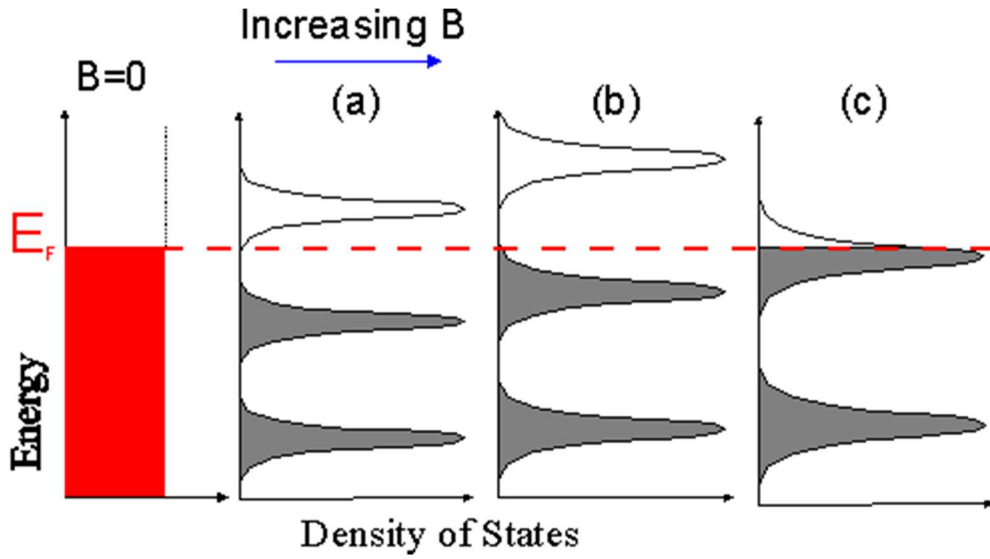 Increasing B
B=0
(a)
(b)
(c)
E_F
Energy
Density of States